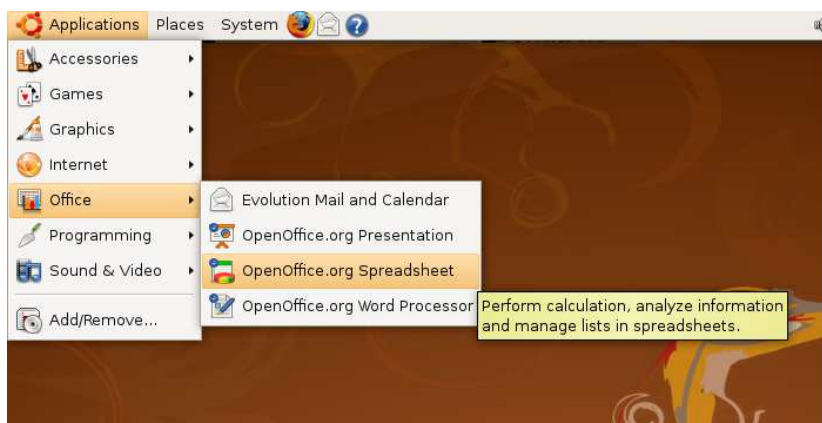 Applications Places System
Accessories
Games
Graphics
Internet
Office
Programming
Sound & Video
Add/Remove...
Evolution Mail and Calendar
OpenOffice.org Presentation
OpenOffice.org Spreadsheet
OpenOffice.org Word Processor
Perform calculation, analyze information
and manage lists in spreadsheets.